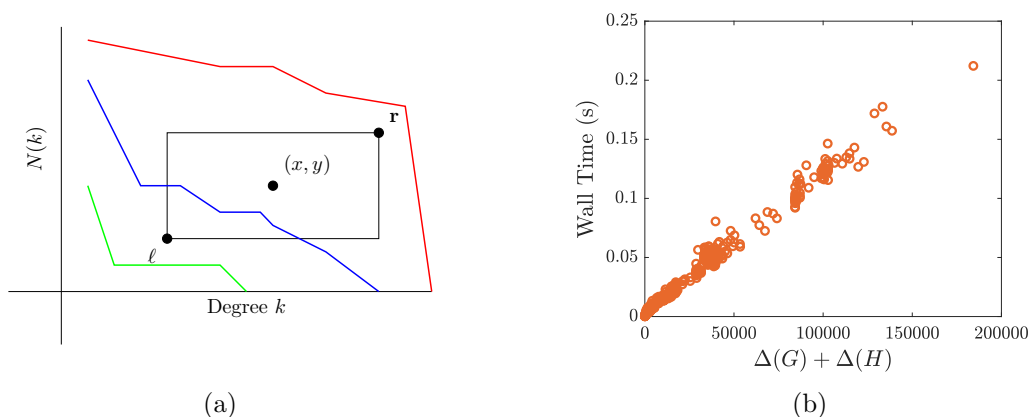 N(k)
r
(x, y)
ℓ
Degree k
(a)
0.25
0.2
0.15
0.1
0.05
0
Wall Time (s)
0 50000 100000 150000 200000
Δ(G) + Δ(H)
(b)